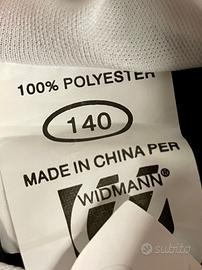 100% POLYESTER
140
MADE IN CHINA PER
WIDMANN®
subito